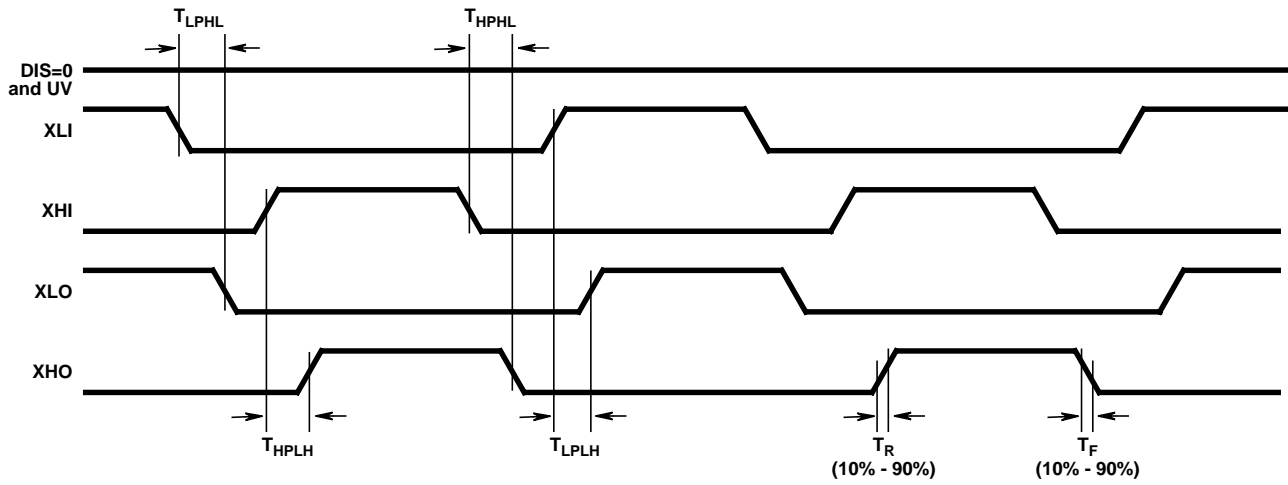 TLPHL THPHL
DIS=0
and UV
XLI
XHI
XLO
XHO
THPLH TLPLH TR TF
(10% - 90%) (10% - 90%)